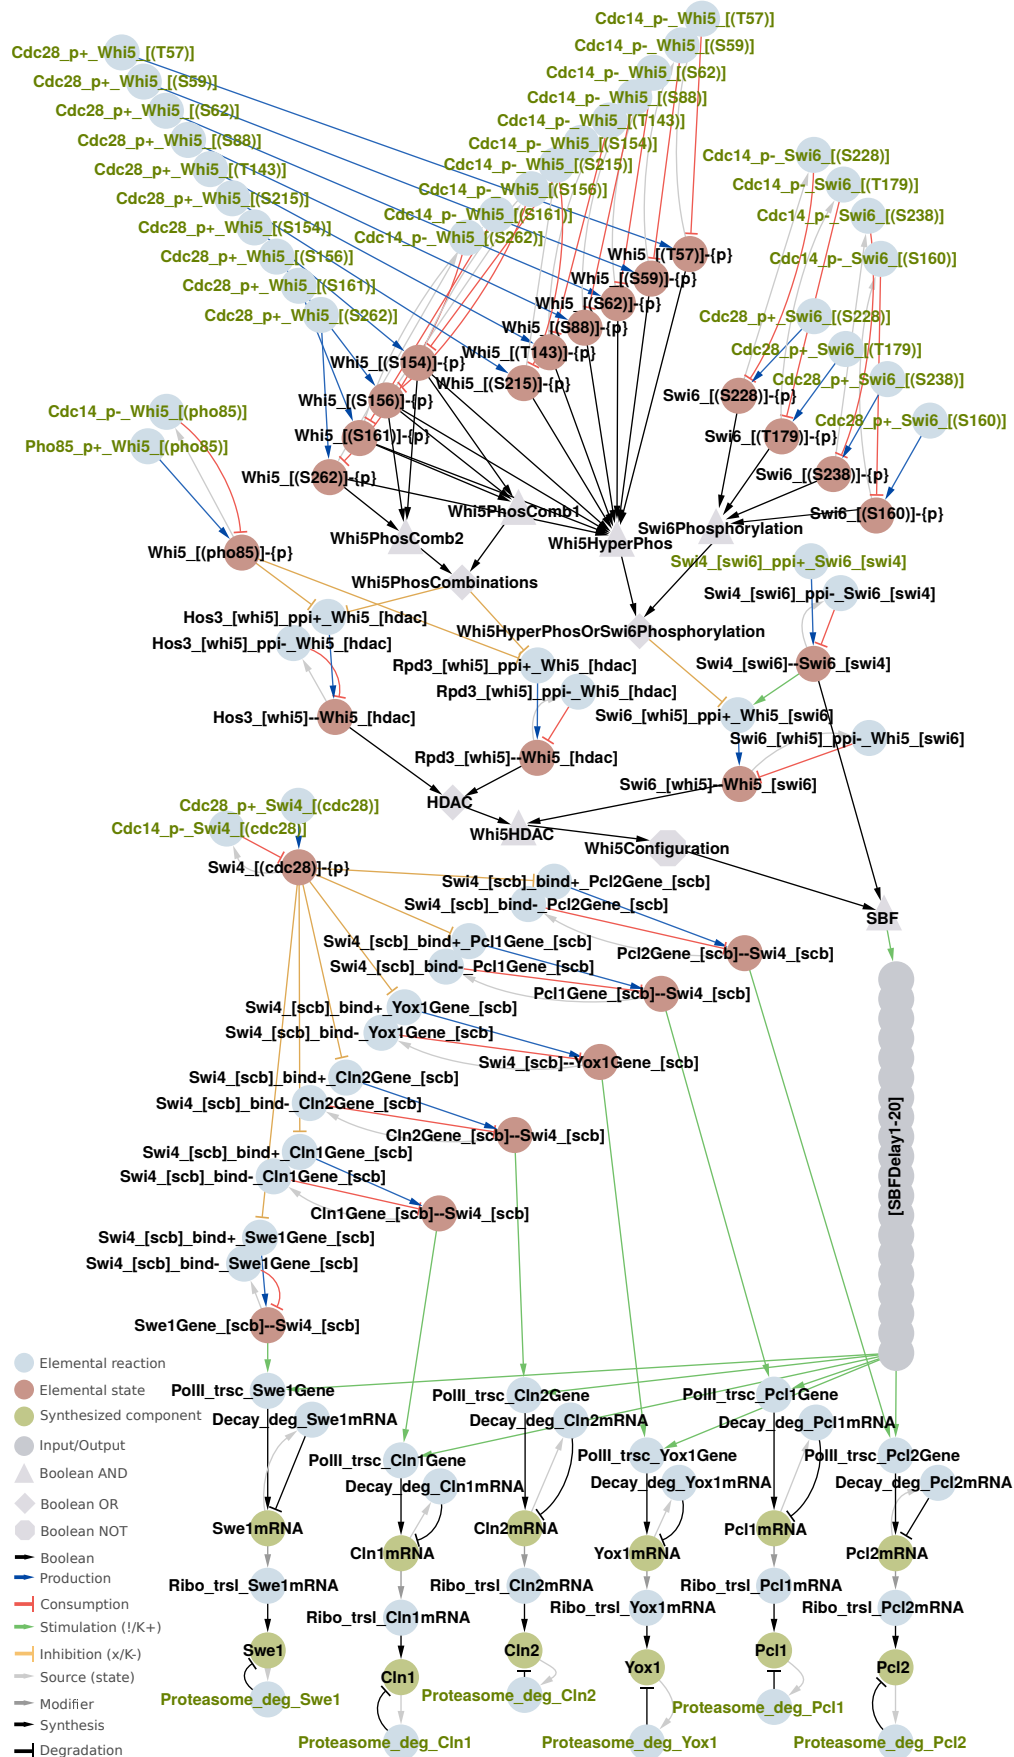 Cdc14_p-_Whi5_[(T57)]
Cdc14_p-_Whi5_[(S59)]
Cdc28_p+_Whi5_[(T57)]
Cdc14_p-_Whi5_[(S62)]
Cdc28_p+_Whi5_[(S59)]
Cdc14_p-_Whi5_[(S88)]
Cdc28_p+_Whi5_[(S62)]
Cdc14_p-_Whi5_[(T143)]
Cdc28_p+_Whi5_[(S88)]
Cdc14_p-_Whi5_[(S154)]
Cdc14_p-_Swi6_[(S228)]
Cdc28_p+_Whi5_[(T143)]
Cdc14_p-_Whi5_[(S215)]
Cdc14_p-_Swi6_[(T179)]
Cdc28_p+_Whi5_[(S215)]
Cdc14_p-_Whi5_[(S156)]
Cdc14_p-_Swi6_[(S238)]
Cdc28_p+_Whi5_[(S154)]
Cdc14_p-_Whi5_[(S161)]
Cdc14_p-_Whi5_[(S262)]
Cdc28_p+_Whi5_[(S156)]
Whi5_[(T57)]-{p}
Cdc14_p-_Swi6_[(S160)]
Cdc28_p+_Whi5_[(S161)]
Whi5_[(S59)]-{p}
Cdc28_p+_Whi5_[(S262)]
Whi5_[(S62)]-{p}
Cdc28_p+_Swi6_[(S228)]
Whi5_[(S88)]-{p}
Whi5_[(S154)]-{p}
Whi5_[(T143)]-{p}
Cdc28_p+_Swi6_[(T179)]
Whi5_[(S215)]-{p}
Cdc28_p+_Swi6_[(S238)]
Whi5_[(S156)]-{p}
Swi6_[(S228)]-{p}
Cdc14_p-_Whi5_[(pho85)]
Cdc28_p+_Swi6_[(S160)]
Whi5_[(S161)]-{p}
Swi6_[(T179)]-{p}
Pho85_p+_Whi5_[(pho85)]
Whi5_[(S262)]-{p}
Swi6_[(S238)]-{p}
Whi5PhosComb1
Swi6_[(S160)]-{p}
Swi6Phosphorylation
Whi5PhosComb2
Whi5HyperPhos
Whi5_[(pho85)]-{p}
Swi4_[swi6]_ppi+_Swi6_[swi4]
Whi5PhosCombinations
Swi4_[swi6]_ppi-_Swi6_[swi4]
Hos3_[whi5]_ppi+_Whi5_[hdac]
Whi5HyperPhosOrSwi6Phosphorylation
Hos3_[whi5]_ppi-_Whi5_[hdac]
Rpd3_[whi5]_ppi+_Whi5_[hdac]
Swi4_[swi6]--Swi6_[swi4]
Rpd3_[whi5]_ppi-_Whi5_[hdac]
Hos3_[whi5]--Whi5_[hdac]
Swi6_[whi5]_ppi+_Whi5_[swi6]
Swi6_[whi5]_ppi-_Whi5_[swi6]
Rpd3_[whi5]--Whi5_[hdac]
Swi6_[whi5]--Whi5_[swi6]
HDAC
Cdc28_p+_Swi4_[(cdc28)]
Cdc14_p-_Swi4_[(cdc28)]
Whi5HDAC
Whi5Configuration
Swi4_[(cdc28)]-{p}
Swi4_[scb]_bind+_Pcl2Gene_[scb]
Swi4_[scb]_bind-_Pcl2Gene_[scb]
SBF
Swi4_[scb]_bind+_Pcl1Gene_[scb]
Pcl2Gene_[scb]--Swi4_[scb]
Swi4_[scb]_bind-_Pcl1Gene_[scb]
Pcl1Gene_[scb]--Swi4_[scb]
Swi4_[scb]_bind+_Yox1Gene_[scb]
Swi4_[scb]_bind-_Yox1Gene_[scb]
Swi4_[scb]--Yox1Gene_[scb]
Swi4_[scb]_bind+_Cln2Gene_[scb]
Swi4_[scb]_bind-_Cln2Gene_[scb]
Cln2Gene_[scb]--Swi4_[scb]
[SBFDelay1-20]
Swi4_[scb]_bind+_Cln1Gene_[scb]
Swi4_[scb]_bind-_Cln1Gene_[scb]
Cln1Gene_[scb]--Swi4_[scb]
Swi4_[scb]_bind+_Swe1Gene_[scb]
Swi4_[scb]_bind-_Swe1Gene_[scb]
Swe1Gene_[scb]--Swi4_[scb]
Elemental reaction
Elemental state
Synthesized component
Input/Output
Boolean AND
Boolean OR
Boolean NOT
Boolean
Production
Consumption
Stimulation (!/K+)
Inhibition (x/K-)
Source (state)
Modifier
Synthesis
Degradation
PolII_trsc_Swe1Gene
PolII_trsc_Cln2Gene
PolII_trsc_Pcl1Gene
Decay_deg_Swe1mRNA
Decay_deg_Cln2mRNA
Decay_deg_Pcl1mRNA
PolII_trsc_Cln1Gene
PolII_trsc_Yox1Gene
PolII_trsc_Pcl2Gene
Decay_deg_Cln1mRNA
Decay_deg_Yox1mRNA
Decay_deg_Pcl2mRNA
Swe1mRNA
Cln2mRNA
Pcl1mRNA
Cln1mRNA
Yox1mRNA
Pcl2mRNA
Ribo_trsl_Swe1mRNA
Ribo_trsl_Cln2mRNA
Ribo_trsl_Pcl1mRNA
Ribo_trsl_Cln1mRNA
Ribo_trsl_Yox1mRNA
Ribo_trsl_Pcl2mRNA
Swe1
Cln2
Pcl1
Cln1
Yox1
Pcl2
Proteasome_deg_Swe1
Proteasome_deg_Cln2
Proteasome_deg_Pcl1
Proteasome_deg_Cln1
Proteasome_deg_Yox1
Proteasome_deg_Pcl2